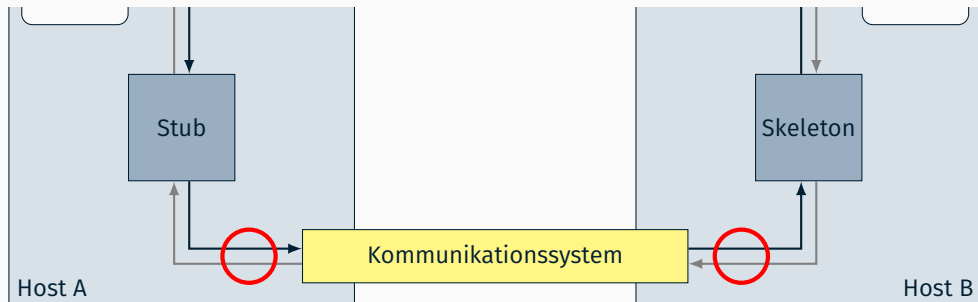 Stub
Skeleton
Kommunikationssystem
Host A
Host B